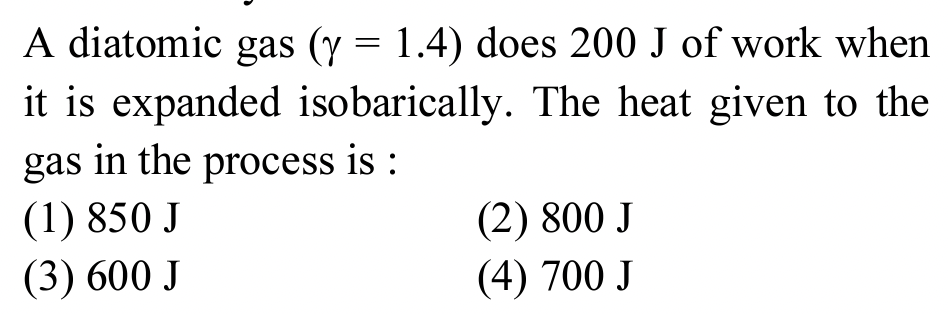 A diatomic gas (γ = 1.4) does 200 J of work when
it is expanded isobarically. The heat given to the
gas in the process is :
(1) 850 J (2) 800 J
(3) 600 J (4) 700 J